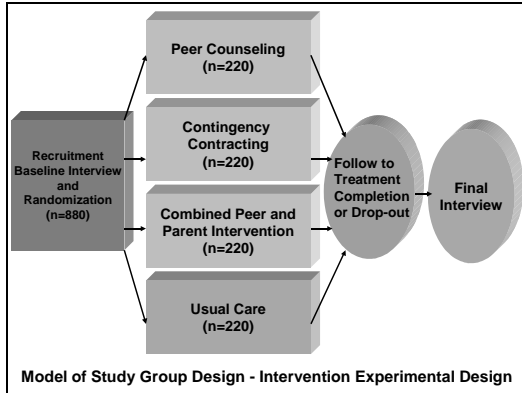 Peer Counseling
(n=220)
Recruitment
Baseline Interview
and
Randomization
(n=880)
Contingency
Contracting
(n=220)
Combined Peer and
Parent Intervention
(n=220)
Usual Care
(n=220)
Follow to
Treatment
Completion
or Drop-out
Final
Interview
Model of Study Group Design - Intervention Experimental Design